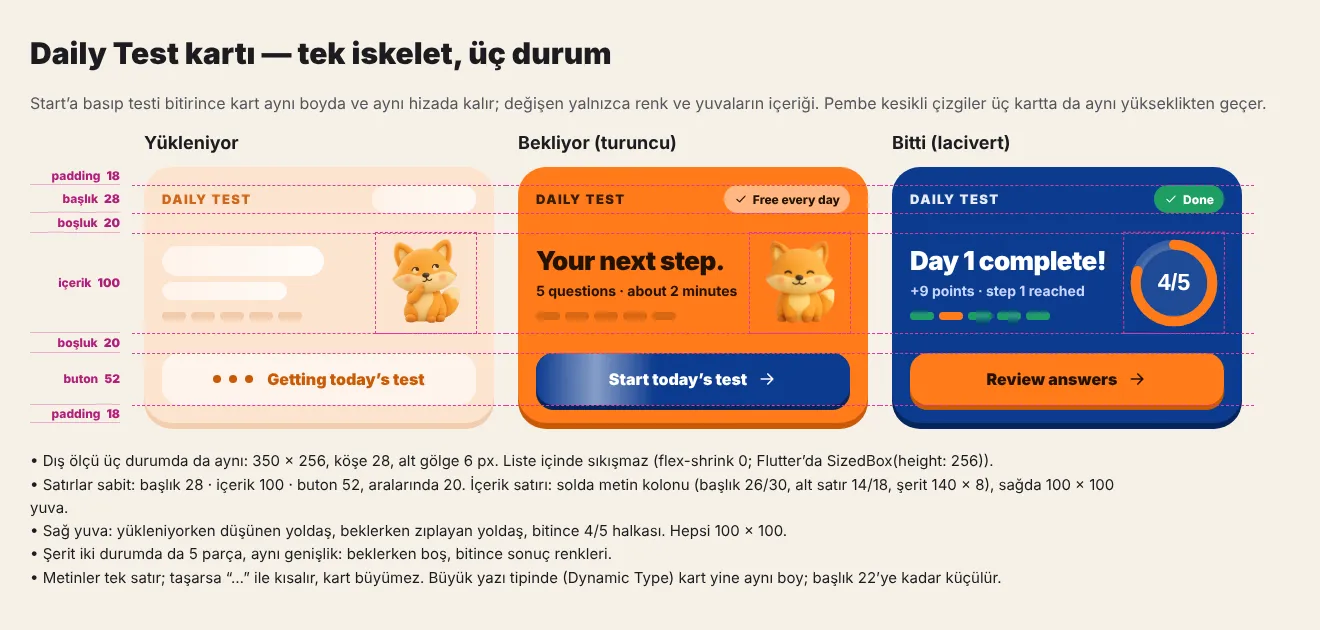 Daily Test kartı — tek iskelet, üç durum
Start’a basıp testi bitirince kart aynı boyda ve aynı hizada kalır; değişen yalnızca renk ve yuvaların içeriği. Pembe kesikli çizgiler üç kartta da aynı yükseklikten geçer.
Yükleniyor
Bekliyor (turuncu)
Bitti (lacivert)
padding 18
başlık 28
boşluk 20
içerik 100
boşluk 20
buton 52
padding 18
DAILY TEST
Getting today’s test
DAILY TEST
Free every day
Your next step.
5 questions · about 2 minutes
Start today’s test →
DAILY TEST
Done
Day 1 complete!
+9 points · step 1 reached
4/5
Review answers →
• Dış ölçü üç durumda da aynı: 350 × 256, köşe 28, alt gölge 6 px. Liste içinde sıkışmaz (flex-shrink 0; Flutter’da SizedBox(height: 256)).
• Satırlar sabit: başlık 28 · içerik 100 · buton 52, aralarında 20. İçerik satırı: solda metin kolonu (başlık 26/30, alt satır 14/18, şerit 140 × 8), sağda 100 × 100
yuva.
• Sağ yuva: yükleniyorken düşünen yoldaş, beklerken zıplayan yoldaş, bitince 4/5 halkası. Hepsi 100 × 100.
• Şerit iki durumda da 5 parça, aynı genişlik: beklerken boş, bitince sonuç renkleri.
• Metinler tek satır; taşarsa “…” ile kısalır, kart büyümez. Büyük yazı tipinde (Dynamic Type) kart yine aynı boy; başlık 22’ye kadar küçülür.